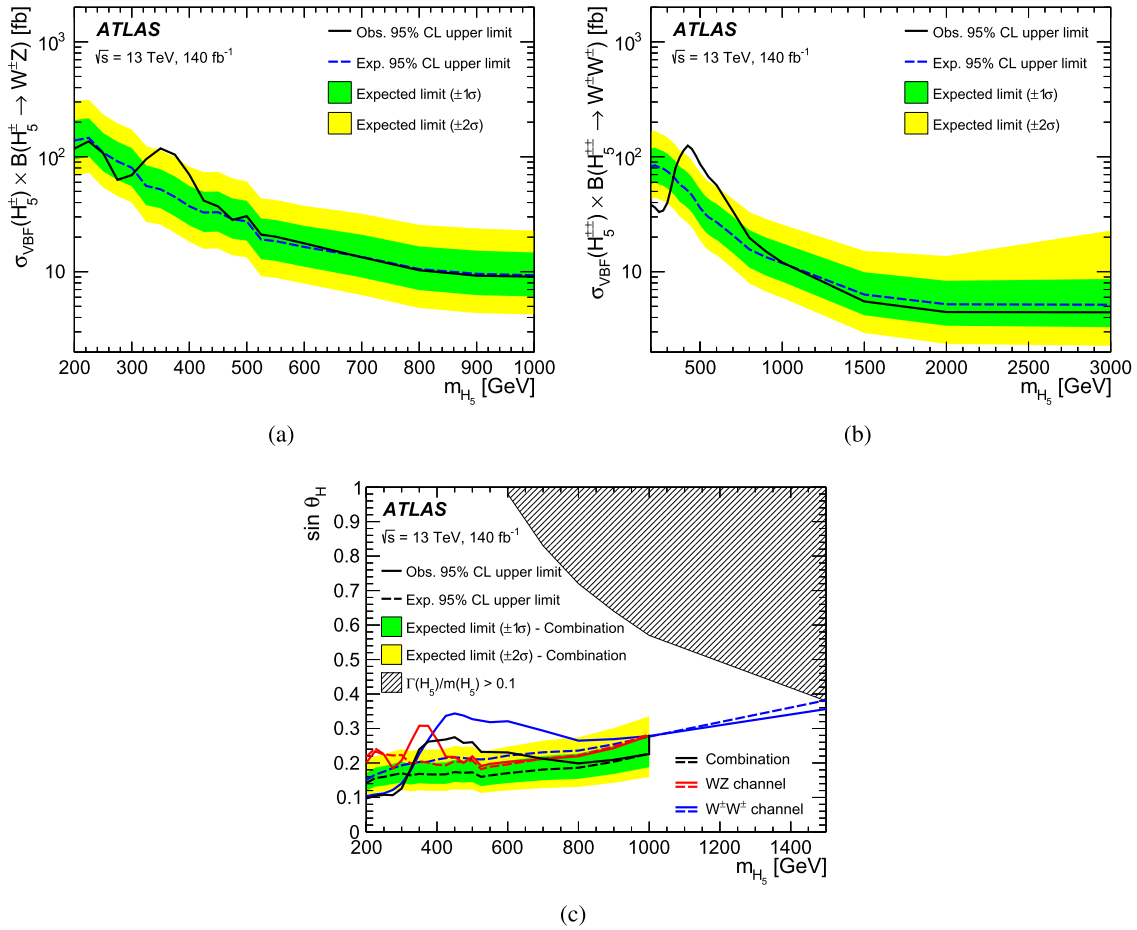 σ_VBF(H₅^±) × B(H₅^± → W^±Z) [fb]
10³
10²
10
ATLAS
√s = 13 TeV, 140 fb⁻¹
Obs. 95% CL upper limit
Exp. 95% CL upper limit
Expected limit (±1σ)
Expected limit (±2σ)
200 300 400 500 600 700 800 900 1000
m_H₅ [GeV]
(a)
σ_VBF(H₅^±±) × B(H₅^±± → W^±W^±) [fb]
10³
10²
10
ATLAS
√s = 13 TeV, 140 fb⁻¹
Obs. 95% CL upper limit
Exp. 95% CL upper limit
Expected limit (±1σ)
Expected limit (±2σ)
500 1000 1500 2000 2500 3000
m_H₅ [GeV]
(b)
sin θ_H
1
0.9
0.8
0.7
0.6
0.5
0.4
0.3
0.2
0.1
0
ATLAS
√s = 13 TeV, 140 fb⁻¹
Obs. 95% CL upper limit
Exp. 95% CL upper limit
Expected limit (±1σ) - Combination
Expected limit (±2σ) - Combination
Γ(H₅)/m(H₅) > 0.1
Combination
WZ channel
W^±W^± channel
200 400 600 800 1000 1200 1400
m_H₅ [GeV]
(c)